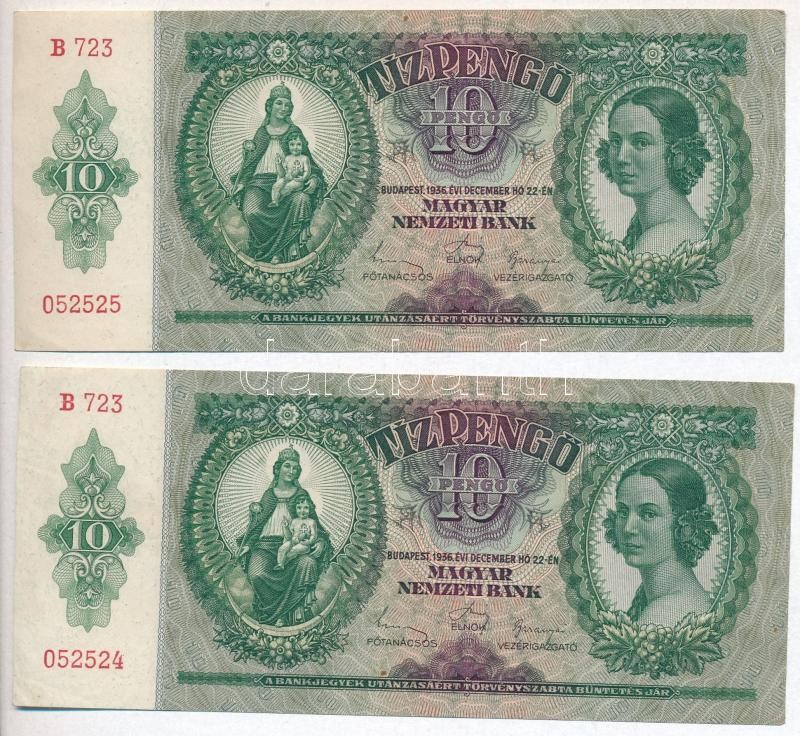 B 723
TÍZPENGŐ
10
PENGŐ
10
BUDAPEST, 1936. ÉVI DECEMBER HÓ 22-ÉN
MAGYAR
NEMZETI BANK
FŐTANÁCSOS ELNÖK VEZÉRIGAZGATÓ
052525
A BANKJEGYEK UTÁNZÁSÁÉRT TÖRVÉNYSZABTA BÜNTETÉS JÁR
darabanth
B 723
TÍZPENGŐ
10
PENGŐ
10
BUDAPEST, 1936. ÉVI DECEMBER HÓ 22-ÉN
MAGYAR
NEMZETI BANK
FŐTANÁCSOS ELNÖK VEZÉRIGAZGATÓ
052524
A BANKJEGYEK UTÁNZÁSÁÉRT TÖRVÉNYSZABTA BÜNTETÉS JÁR